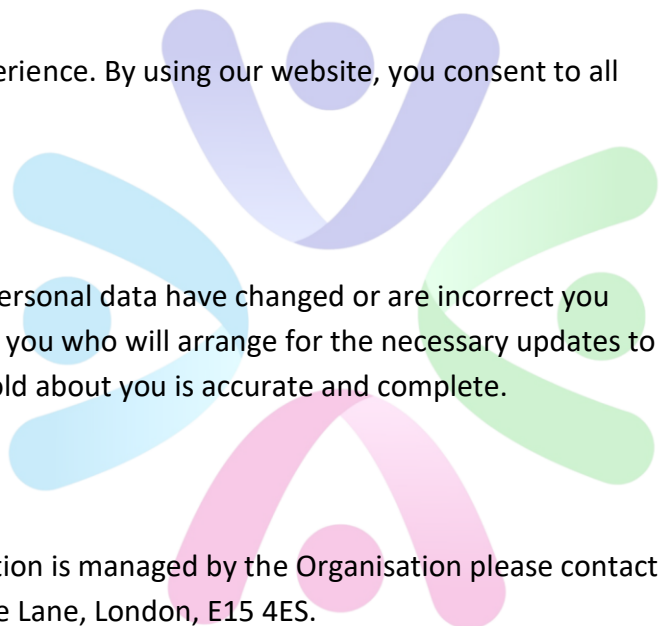 erience. By using our website, you consent to all
ersonal data have changed or are incorrect you
you who will arrange for the necessary updates to
old about you is accurate and complete.
tion is managed by the Organisation please contact
e Lane, London, E15 4ES.